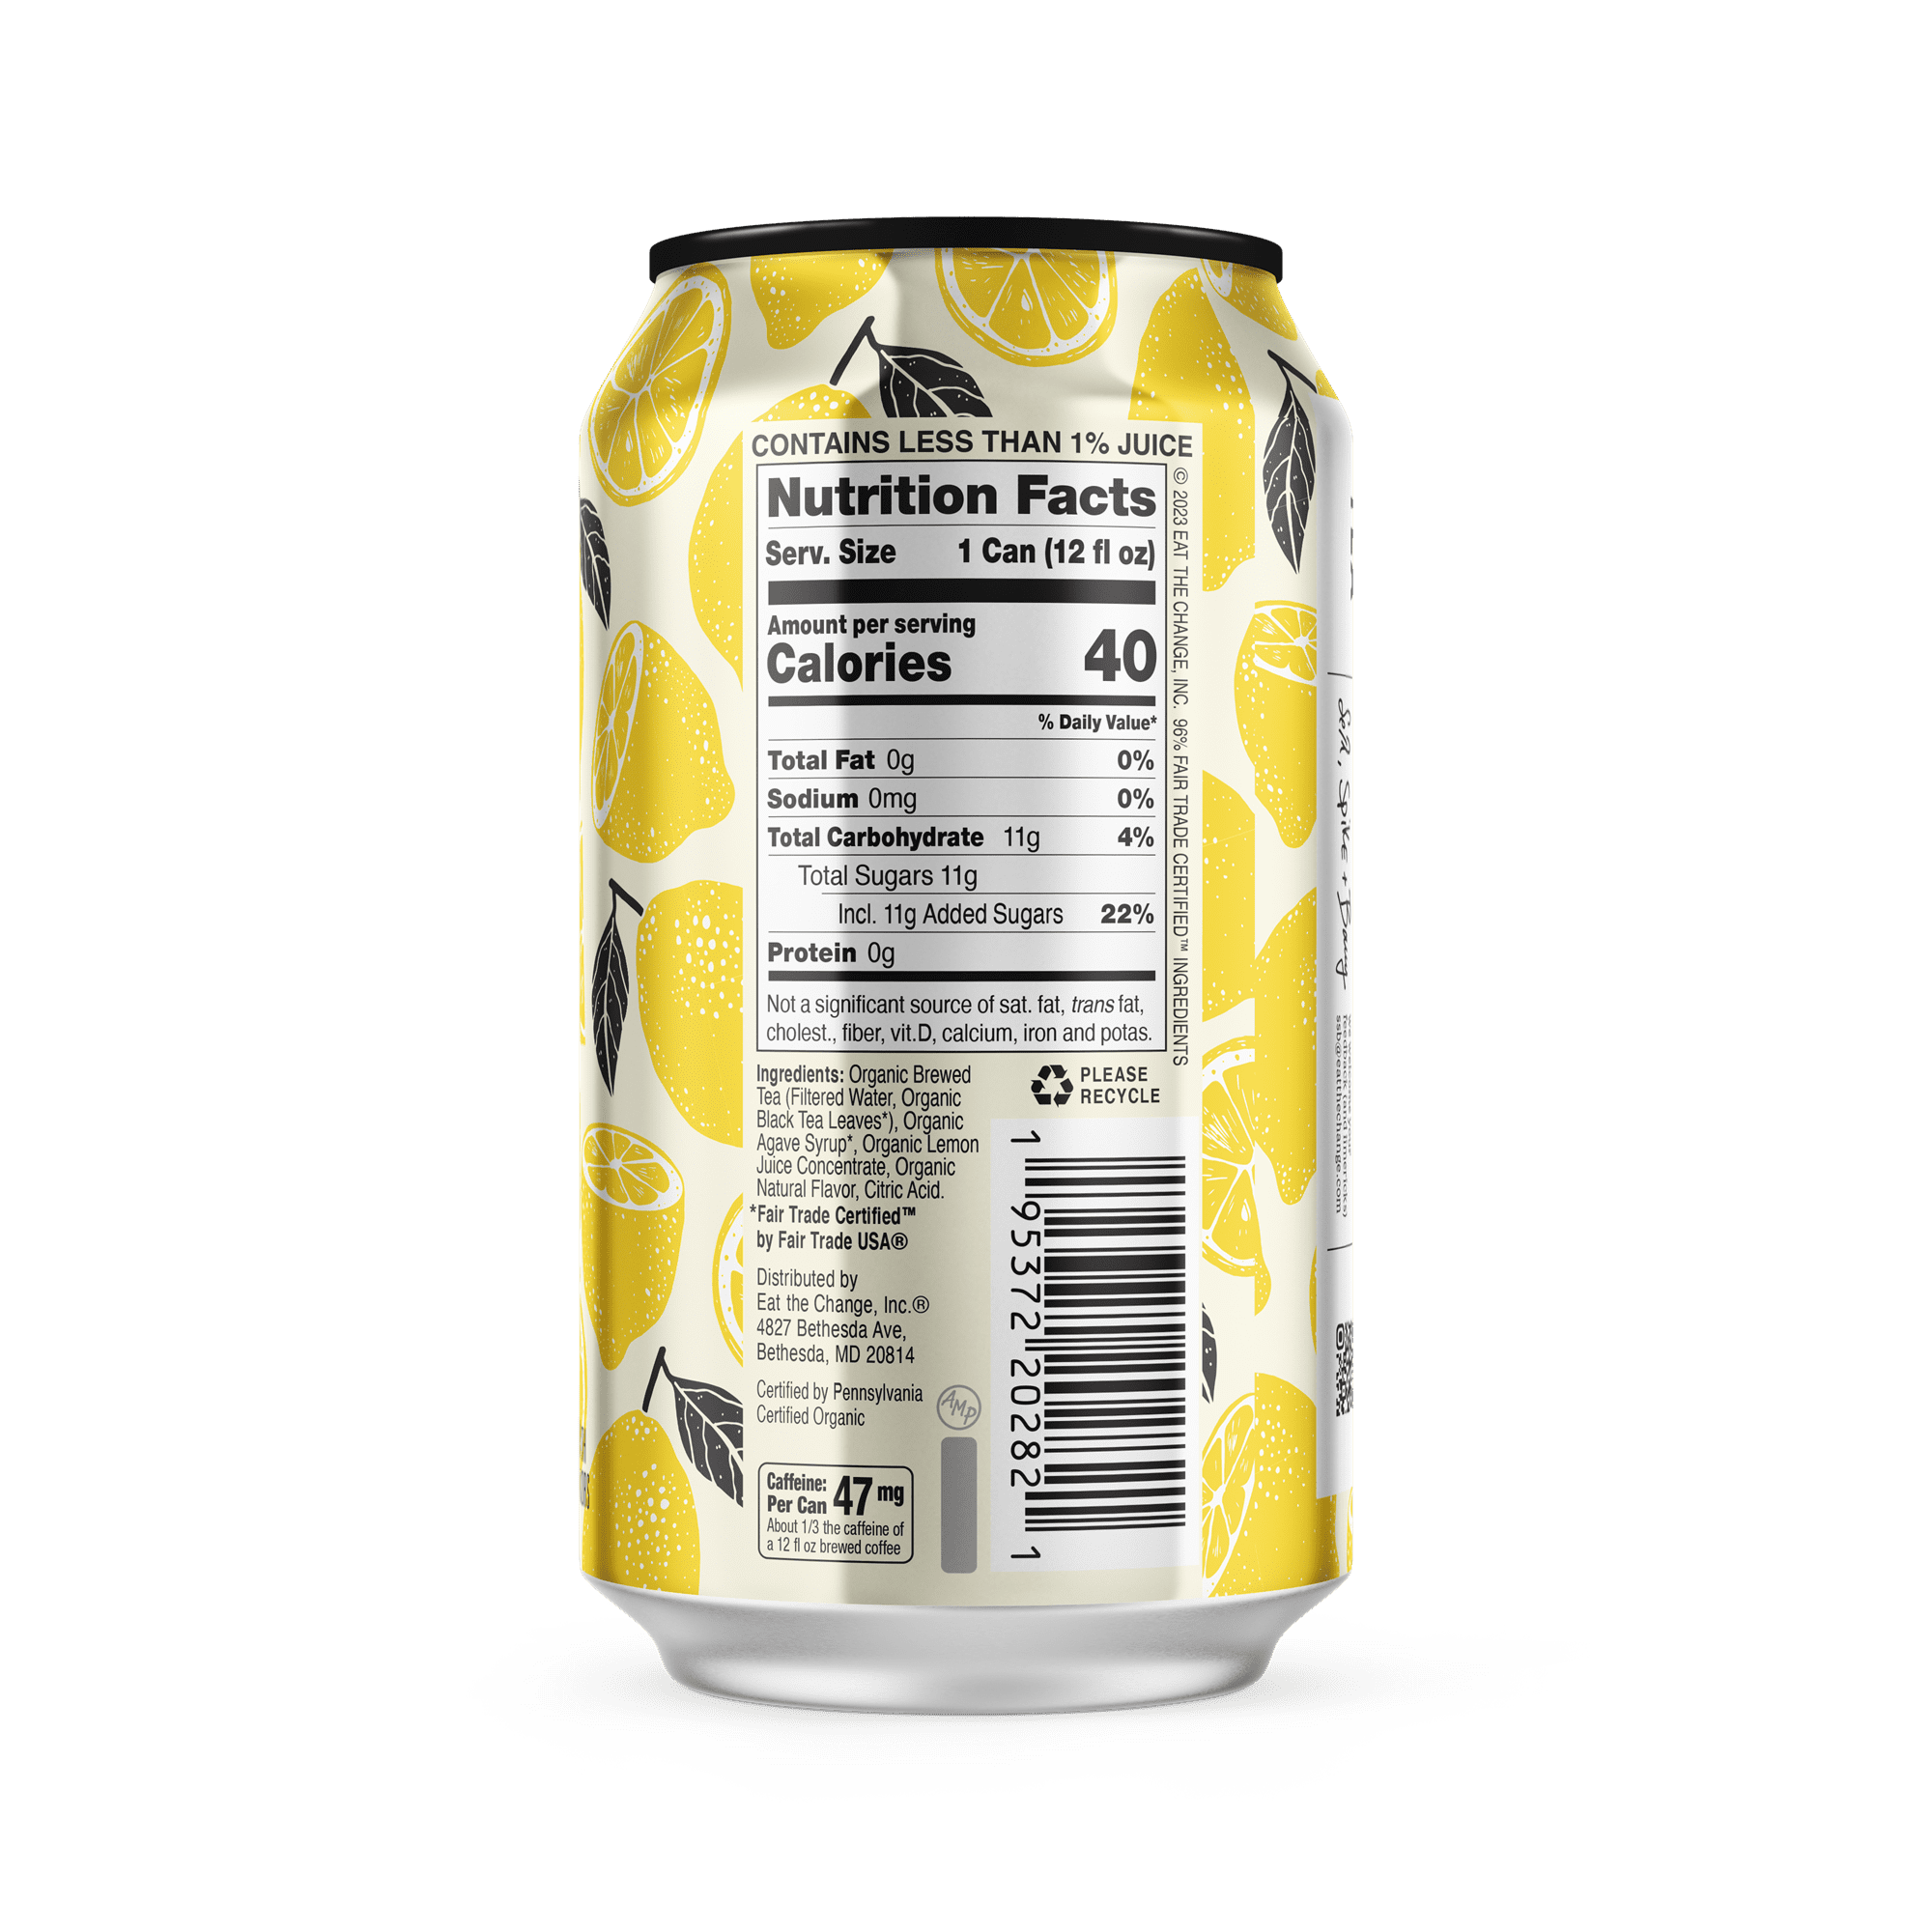 CONTAINS LESS THAN 1% JUICE
Nutrition Facts
Serv. Size 1 Can (12 fl oz)
Amount per serving
Calories 40
% Daily Value*
Total Fat 0g 0%
Sodium 0mg 0%
Total Carbohydrate 11g 4%
Total Sugars 11g
Incl. 11g Added Sugars 22%
Protein 0g
Not a significant source of sat. fat, trans fat,
cholest., fiber, vit.D, calcium, iron and potas.
© 2023 EAT THE CHANGE, INC. 96% FAIR TRADE CERTIFIED™ INGREDIENTS
Ingredients: Organic Brewed
Tea (Filtered Water, Organic
Black Tea Leaves*), Organic
Agave Syrup*, Organic Lemon
Juice Concentrate, Organic
Natural Flavor, Citric Acid.
*Fair Trade Certified™
by Fair Trade USA®
Distributed by
Eat the Change, Inc.®
4827 Bethesda Ave,
Bethesda, MD 20814
Certified by Pennsylvania
Certified Organic
AMP
Caffeine:
Per Can 47 mg
About 1/3 the caffeine of
a 12 fl oz brewed coffee
PLEASE
RECYCLE
1 95372 20282 1
Seth, Spike + Barry
feedback (and limericks)
ssb@eatthechange.com